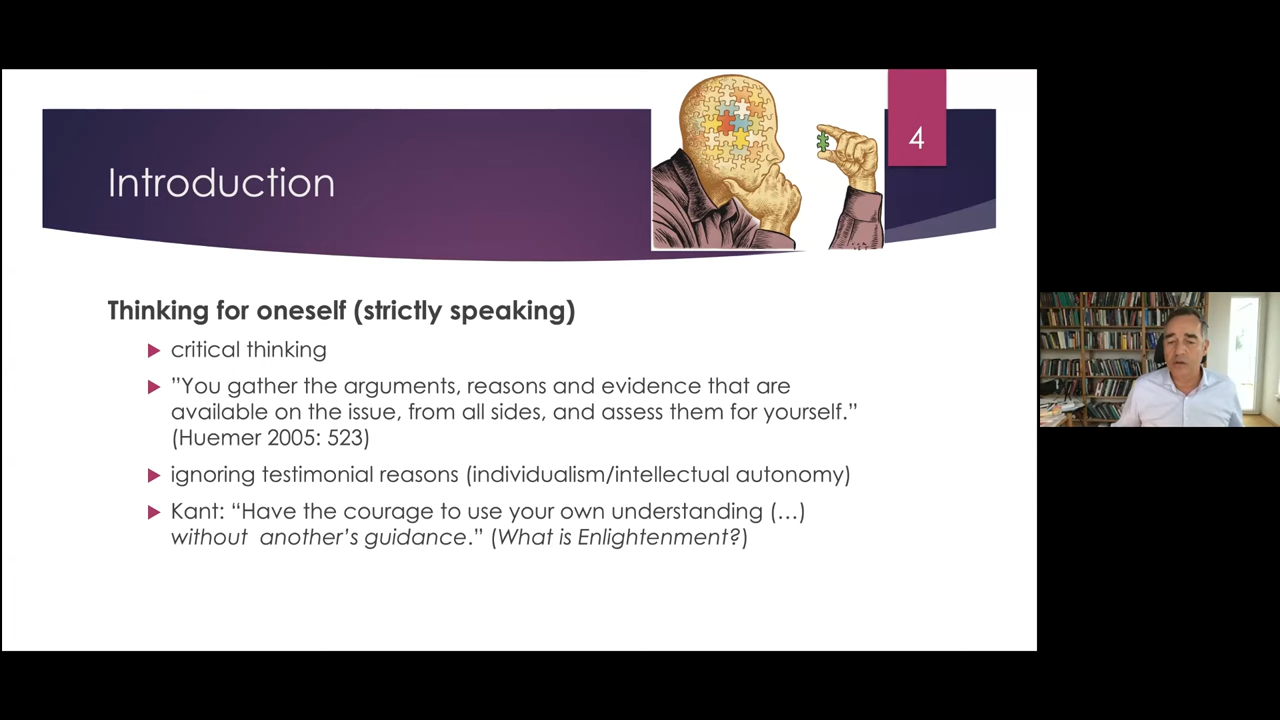 4
Introduction
Thinking for oneself (strictly speaking)
critical thinking
”You gather the arguments, reasons and evidence that are
available on the issue, from all sides, and assess them for yourself.”
(Huemer 2005: 523)
ignoring testimonial reasons (individualism/intellectual autonomy)
Kant: “Have the courage to use your own understanding (…)
without another’s guidance.” (What is Enlightenment?)